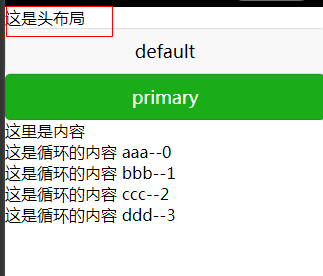 这是头布局
default
primary
这里是内容
这是循环的内容 aaa--0
这是循环的内容 bbb--1
这是循环的内容 ccc--2
这是循环的内容 ddd--3